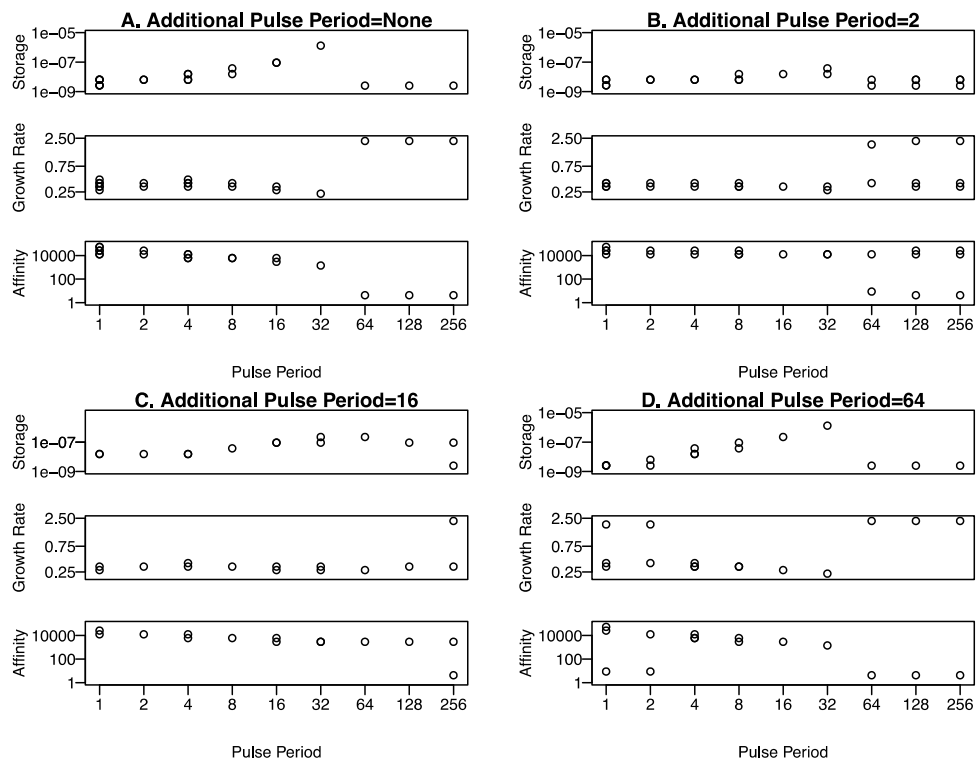 A. Additional Pulse Period=None
Storage
1e−05
1e−07
1e−09
Growth Rate
2.50
0.75
0.25
Affinity
10000
100
1
1 2 4 8 16 32 64 128 256
Pulse Period
B. Additional Pulse Period=2
Storage
1e−05
1e−07
1e−09
Growth Rate
2.50
0.75
0.25
Affinity
10000
100
1
1 2 4 8 16 32 64 128 256
Pulse Period
C. Additional Pulse Period=16
Storage
1e−07
1e−09
Growth Rate
2.50
0.75
0.25
Affinity
10000
100
1
1 2 4 8 16 32 64 128 256
Pulse Period
D. Additional Pulse Period=64
Storage
1e−05
1e−07
1e−09
Growth Rate
2.50
0.75
0.25
Affinity
10000
100
1
1 2 4 8 16 32 64 128 256
Pulse Period